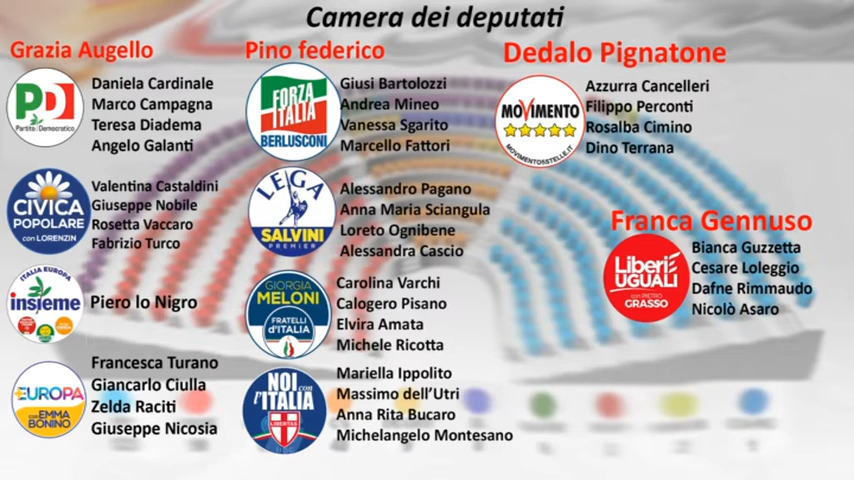 Camera dei deputati
Grazia Augello
PD
Partito Democratico
Daniela Cardinale
Marco Campagna
Teresa Diadema
Angelo Galanti
CIVICA
POPOLARE
con LORENZIN
Valentina Castaldini
Giuseppe Nobile
Rosetta Vaccaro
Fabrizio Turco
ITALIA EUROPA
insieme
Piero lo Nigro
+EUROPA
con EMMA
BONINO
Francesca Turano
Giancarlo Ciulla
Zelda Raciti
Giuseppe Nicosia
Pino federico
FORZA
ITALIA
BERLUSCONI
Giusi Bartolozzi
Andrea Mineo
Vanessa Sgarito
Marcello Fattori
LEGA
SALVINI
PREMIER
Alessandro Pagano
Anna Maria Sciangula
Loreto Ognibene
Alessandra Cascio
GIORGIA
MELONI
FRATELLI
d'ITALIA
Carolina Varchi
Calogero Pisano
Elvira Amata
Michele Ricotta
NOI con
l'ITALIA
LIBERTAS
Mariella Ippolito
Massimo dell'Utri
Anna Rita Bucaro
Michelangelo Montesano
Dedalo Pignatone
MOVIMENTO
MOVIMENTO5STELLE.IT
Azzurra Cancelleri
Filippo Perconti
Rosalba Cimino
Dino Terrana
Franca Gennuso
Liberi E
UGUALI
con PIETRO
GRASSO
Bianca Guzzetta
Cesare Loleggio
Dafne Rimmaudo
Nicolò Asaro